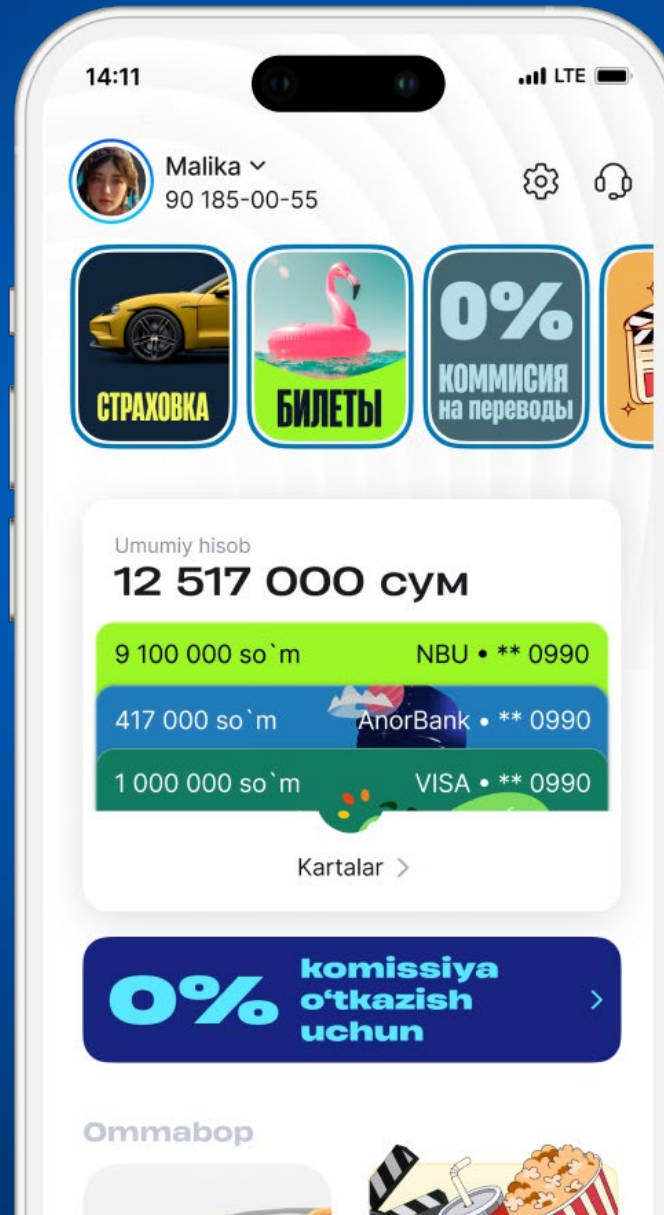 14:11
LTE
Malika
90 185-00-55
СТРАХОВКА
БИЛЕТЫ
0%
КОММИСИЯ
на переводы
Umumiy hisob
12 517 000 сум
9 100 000 so`m NBU • ** 0990
417 000 so`m AnorBank • ** 0990
1 000 000 so`m VISA • ** 0990
Kartalar >
0%
komissiya
o‘tkazish
uchun
Ommabop